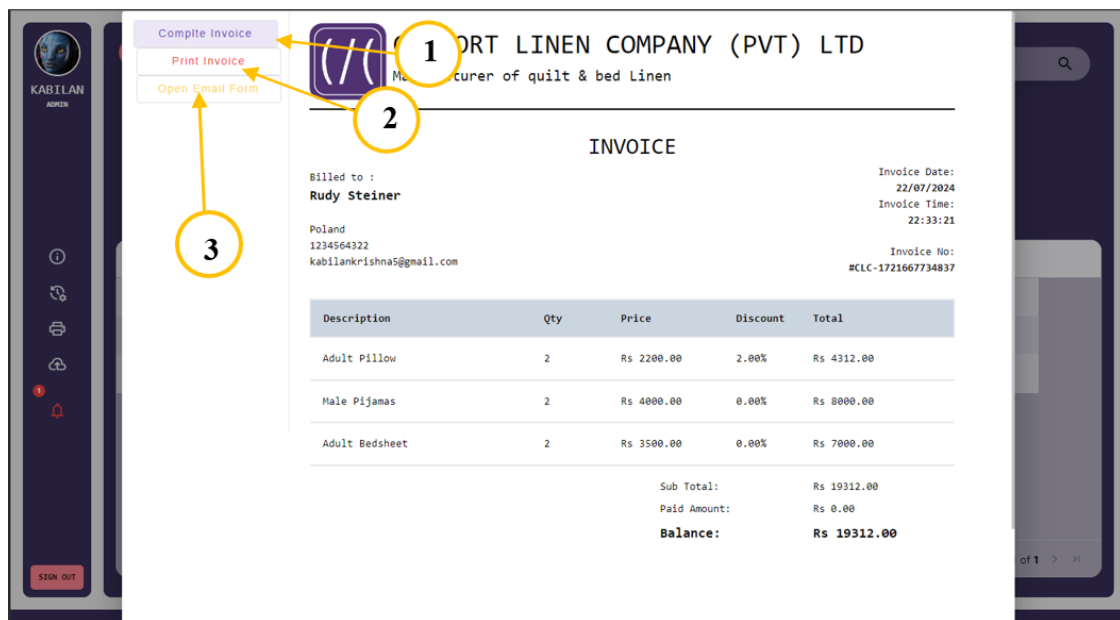 KABILAN
ADMIN
1
SIGN OUT
Complte Invoice
Print Invoice
Open Email Form
1
2
3
ORT LINEN COMPANY (PVT) LTD
of quilt & bed Linen
INVOICE
Billed to :
Rudy Steiner
Poland
1234564322
kabilankrishna5@gmail.com
Invoice Date:
22/07/2024
Invoice Time:
22:33:21
Invoice No:
#CLC-1721667734837
Description Qty Price Discount Total
Adult Pillow 2 Rs 2200.00 2.00% Rs 4312.00
Male Pijamas 2 Rs 4000.00 0.00% Rs 8000.00
Adult Bedsheet 2 Rs 3500.00 0.00% Rs 7000.00
Sub Total: Rs 19312.00
Paid Amount: Rs 0.00
Balance: Rs 19312.00
of 1